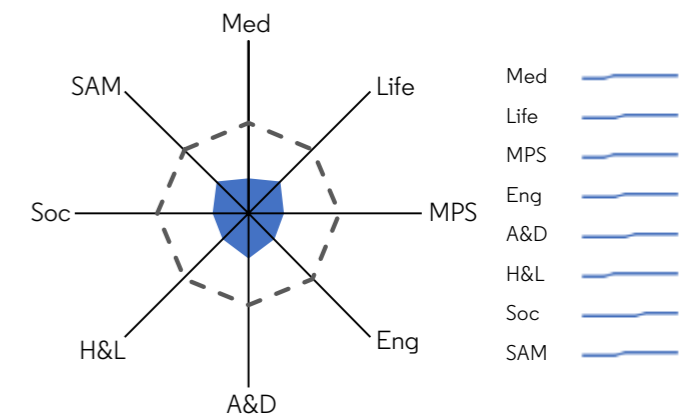 Med
Life
MPS
Eng
A&D
H&L
Soc
SAM
Med
Life
MPS
Eng
A&D
H&L
Soc
SAM